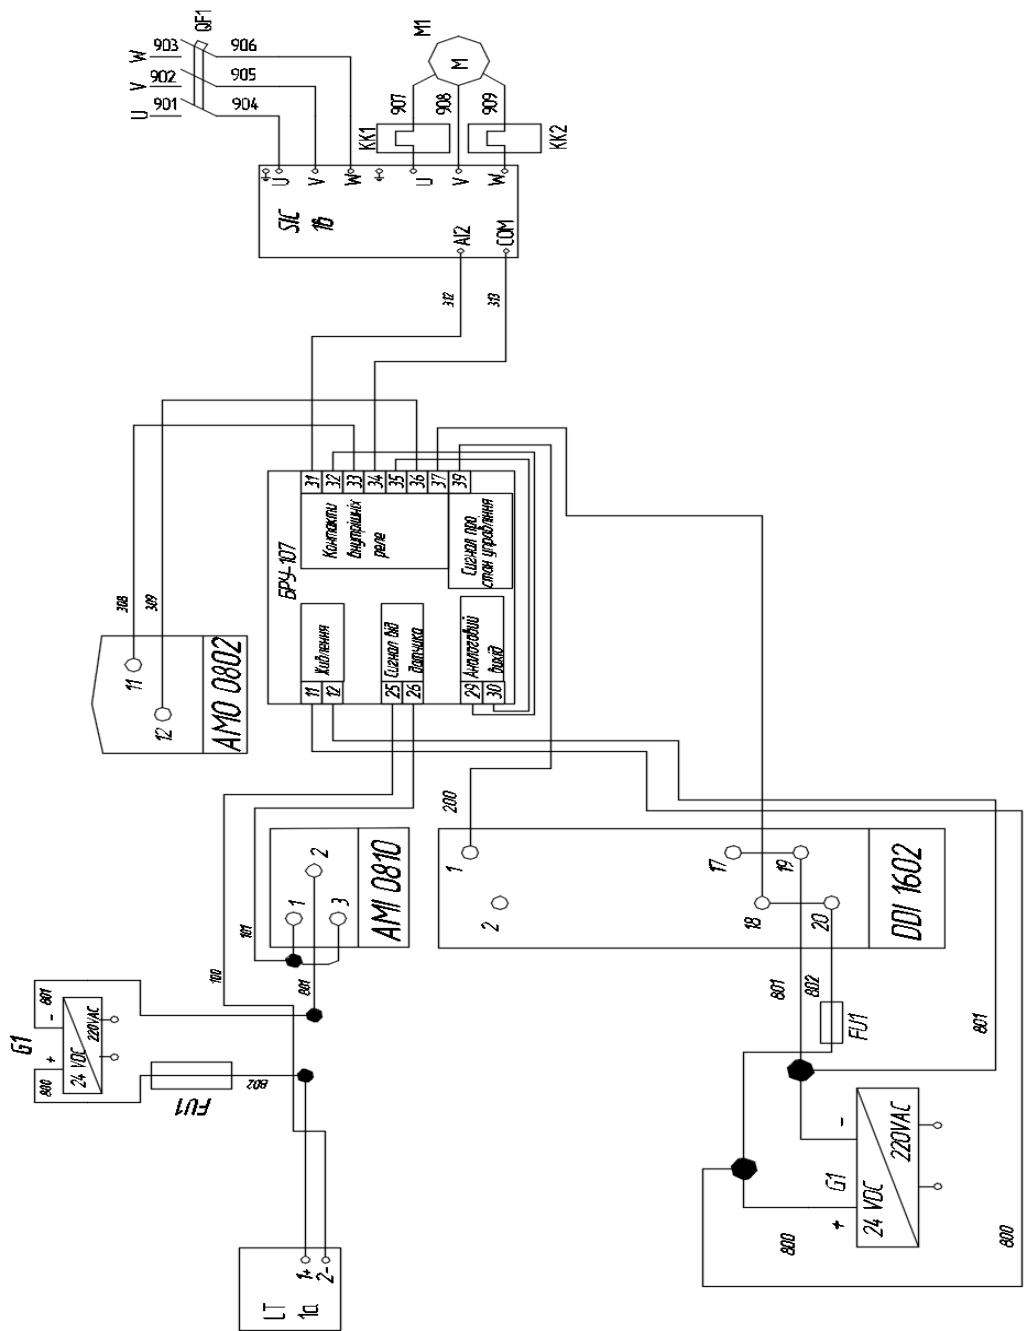 QF1
W 903 906
V 902 905
U 901 904
M1
M
907
908
909
KK1
KK2
U
V
W
U
V
W
SIC
1в
AI2
COM
312
313
308
309
11
12
AMO 0802
БРУ-107
31
32
33
34
35
36
37
39
Контакти
внутрішніх
реле
Сигнал про
стан управління
Живлення
Сигнал від
датчика
Аналоговий
вихід
11
12
25
26
29
30
200
100
101
801
1
2
3
AMI 0810
1
2
17
18
19
20
DDI 1602
G1
801
-
+
800
24 VDC
220VAC
FU1
802
801
802
FU1
801
G1
-
+
24 VDC
220VAC
800
800
LT
1а
1+
2-